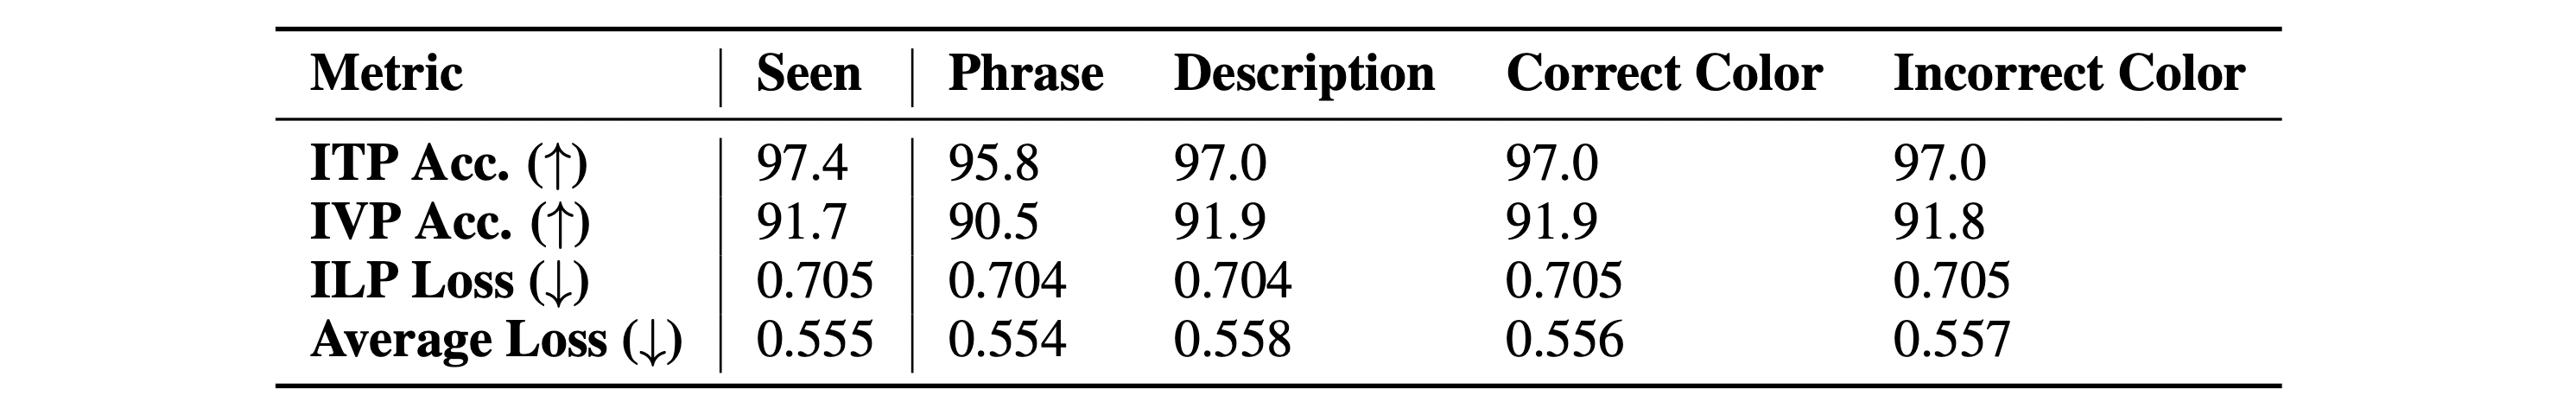 Metric Seen Phrase Description Correct Color Incorrect Color
ITP Acc. (↑) 97.4 95.8 97.0 97.0 97.0
IVP Acc. (↑) 91.7 90.5 91.9 91.9 91.8
ILP Loss (↓) 0.705 0.704 0.704 0.705 0.705
Average Loss (↓) 0.555 0.554 0.558 0.556 0.557